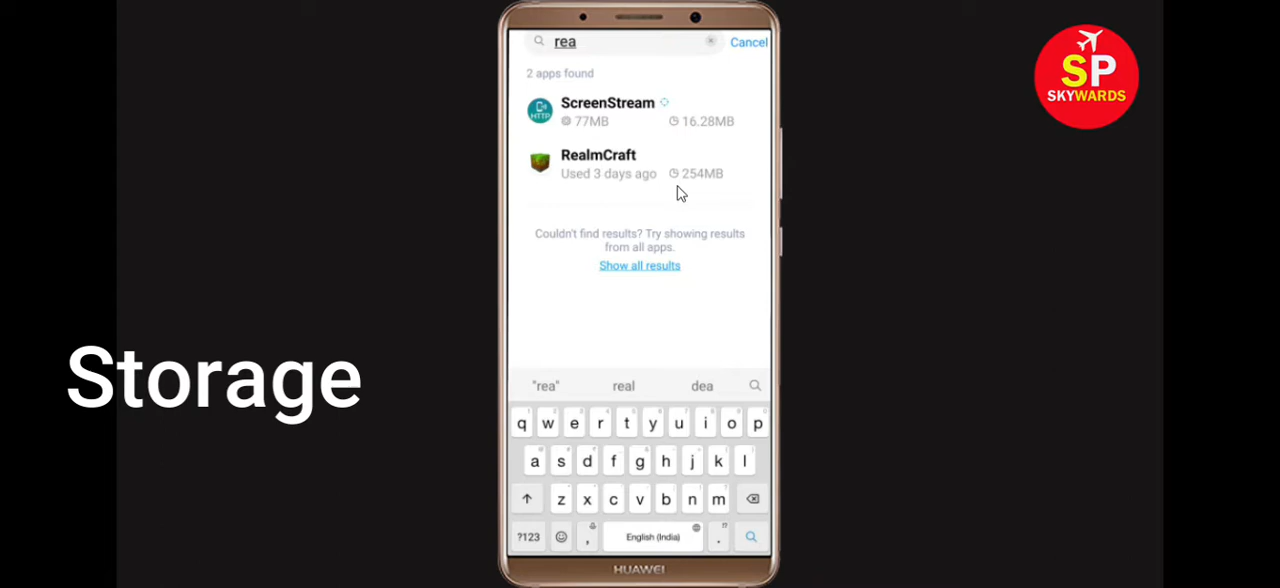 rea
Cancel
2 apps found
ScreenStream
HTTP
77MB 16.28MB
RealmCraft
Used 3 days ago 254MB
Couldn't find results? Try showing results
from all apps.
Show all results
"rea" real dea
q w e r t y u i o p
a s d f g h j k l
z x c v b n m
?123 , English (India) .
HUAWEI
Storage
SP
SKYWARDS